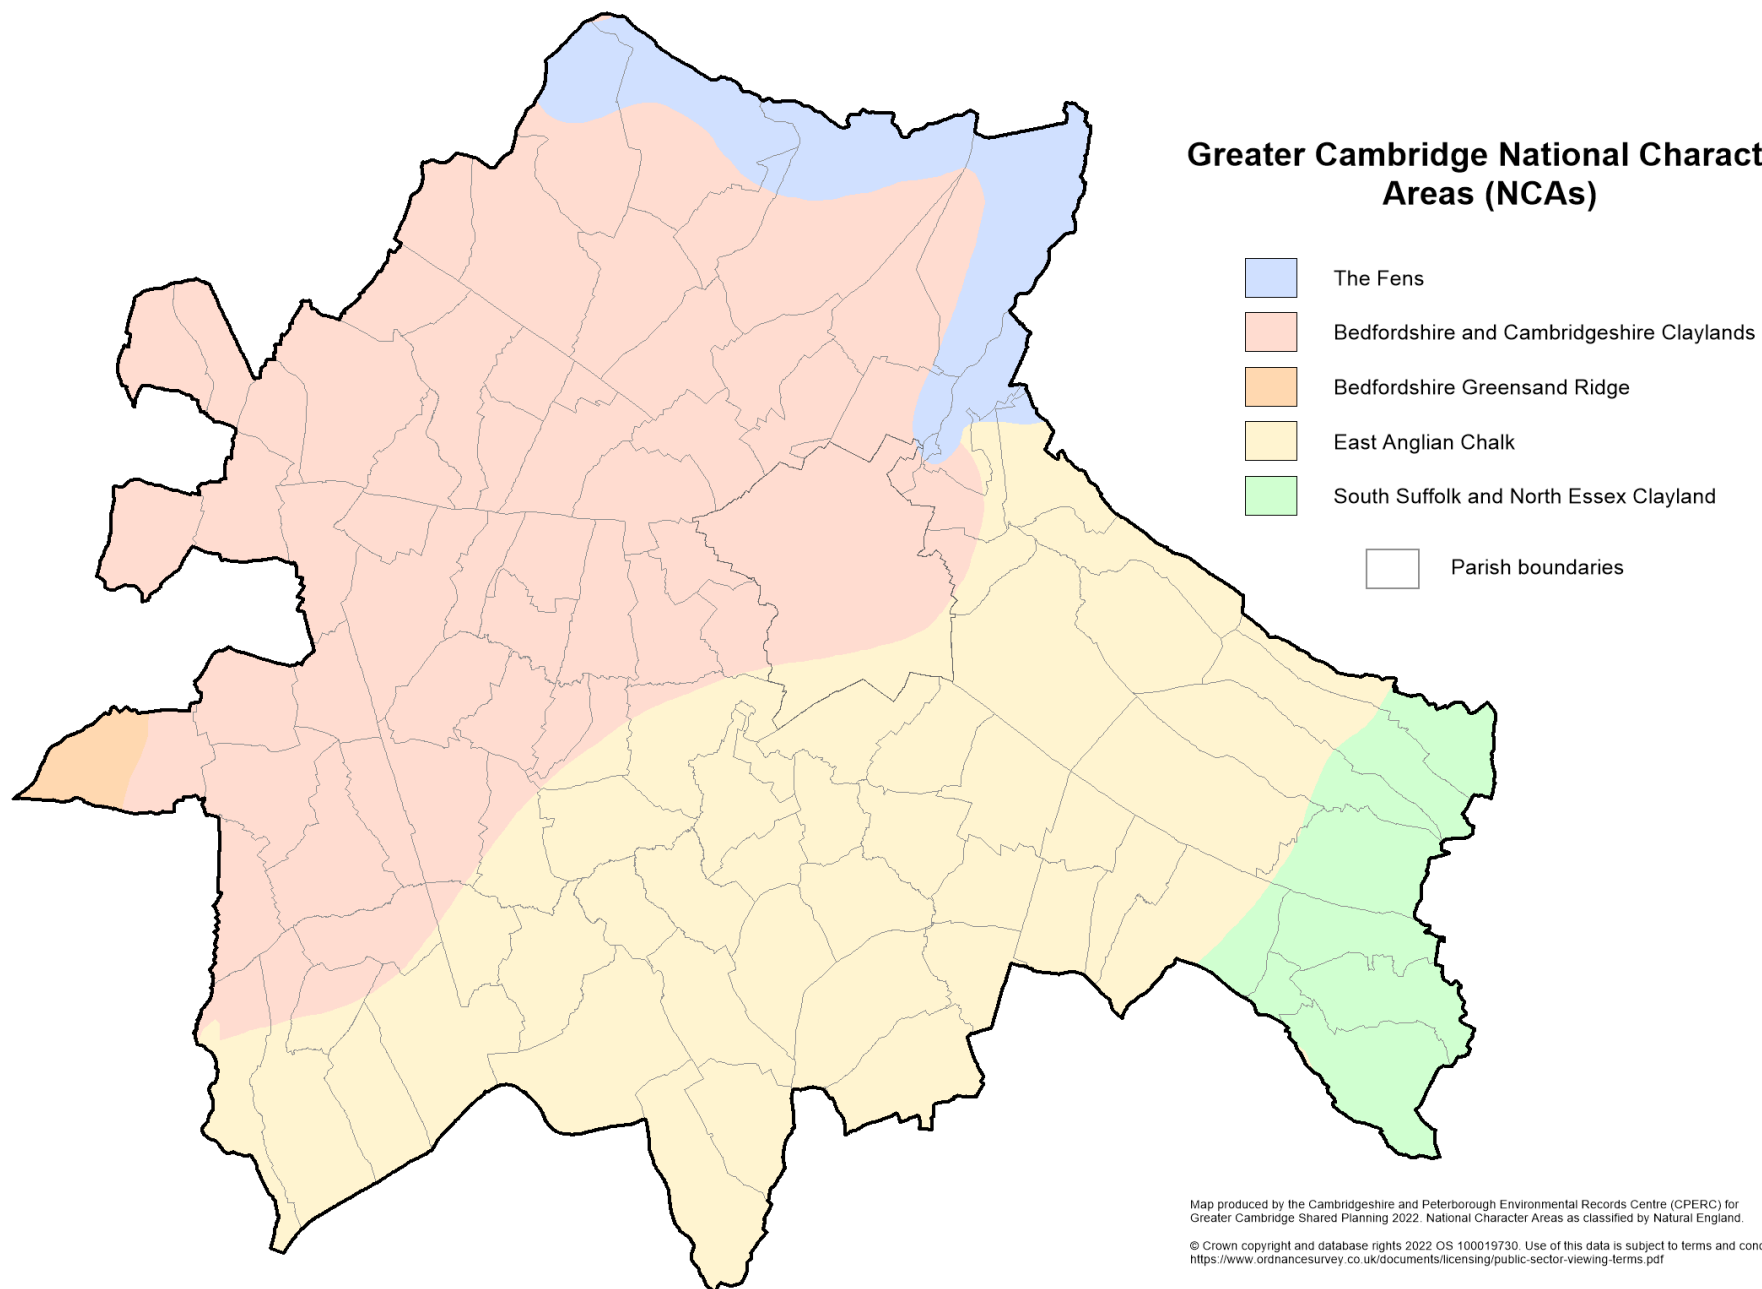 Greater Cambridge National Charact
Areas (NCAs)
The Fens
Bedfordshire and Cambridgeshire Claylands
Bedfordshire Greensand Ridge
East Anglian Chalk
South Suffolk and North Essex Clayland
Parish boundaries
Map produced by the Cambridgeshire and Peterborough Environmental Records Centre (CPERC) for
Greater Cambridge Shared Planning 2022. National Character Areas as classified by Natural England.
© Crown copyright and database rights 2022 OS 100019730. Use of this data is subject to terms and cond
https://www.ordnancesurvey.co.uk/documents/licensing/public-sector-viewing-terms.pdf